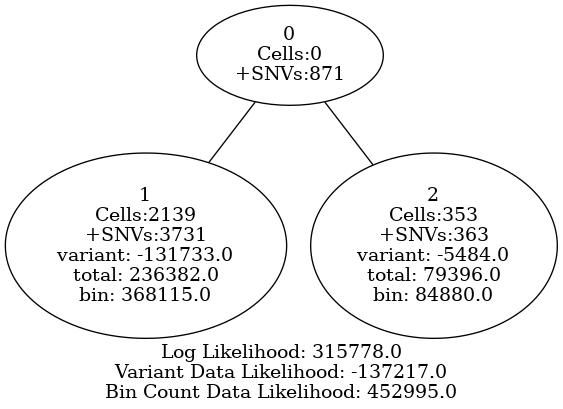 0
Cells:0
+SNVs:871
1
Cells:2139
+SNVs:3731
variant: -131733.0
total: 236382.0
bin: 368115.0
2
Cells:353
+SNVs:363
variant: -5484.0
total: 79396.0
bin: 84880.0
Log Likelihood: 315778.0
Variant Data Likelihood: -137217.0
Bin Count Data Likelihood: 452995.0